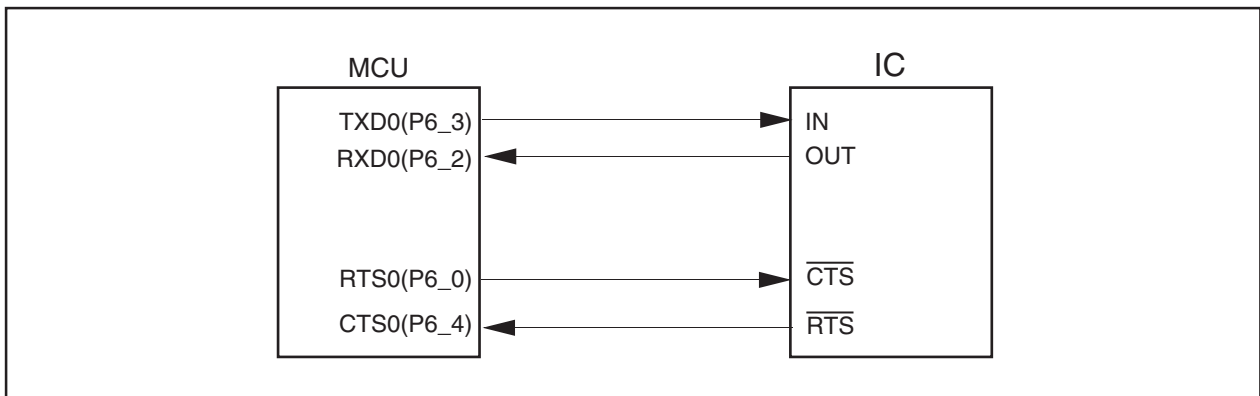 MCU
IC
TXD0(P6_3)
IN
RXD0(P6_2)
OUT
RTS0(P6_0)
CTS
CTS0(P6_4)
RTS